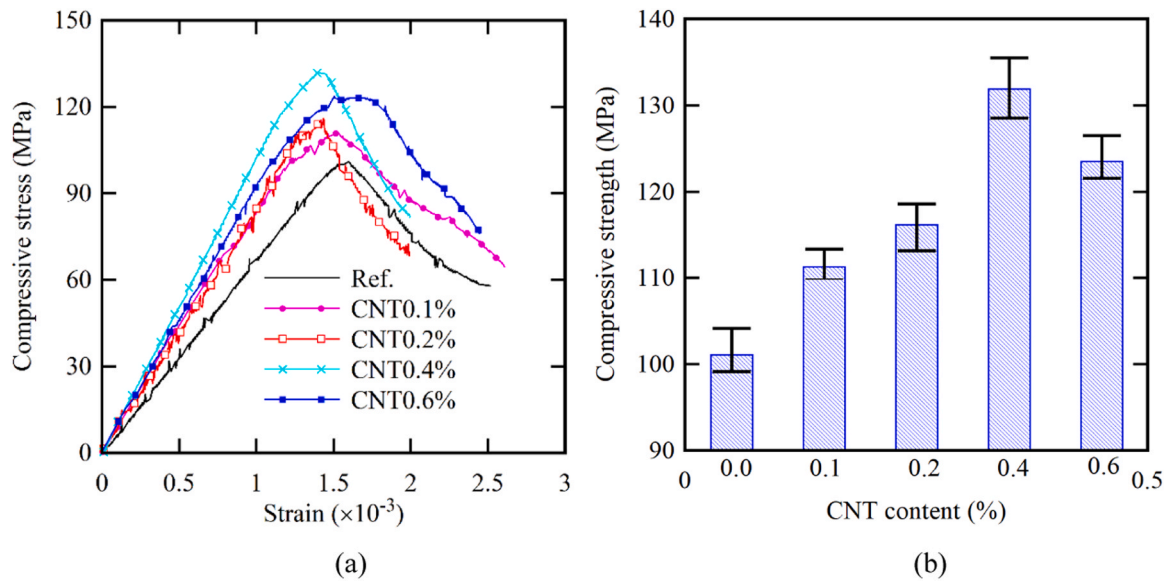 150
120
90
60
30
0
Compressive stress (MPa)
Ref.
CNT0.1%
CNT0.2%
CNT0.4%
CNT0.6%
0 0.5 1 1.5 2 2.5 3
Strain (×10⁻³)
(a)
140
130
120
110
100
90
Compressive strength (MPa)
0 0.0 0.1 0.2 0.4 0.6 0.5
CNT content (%)
(b)